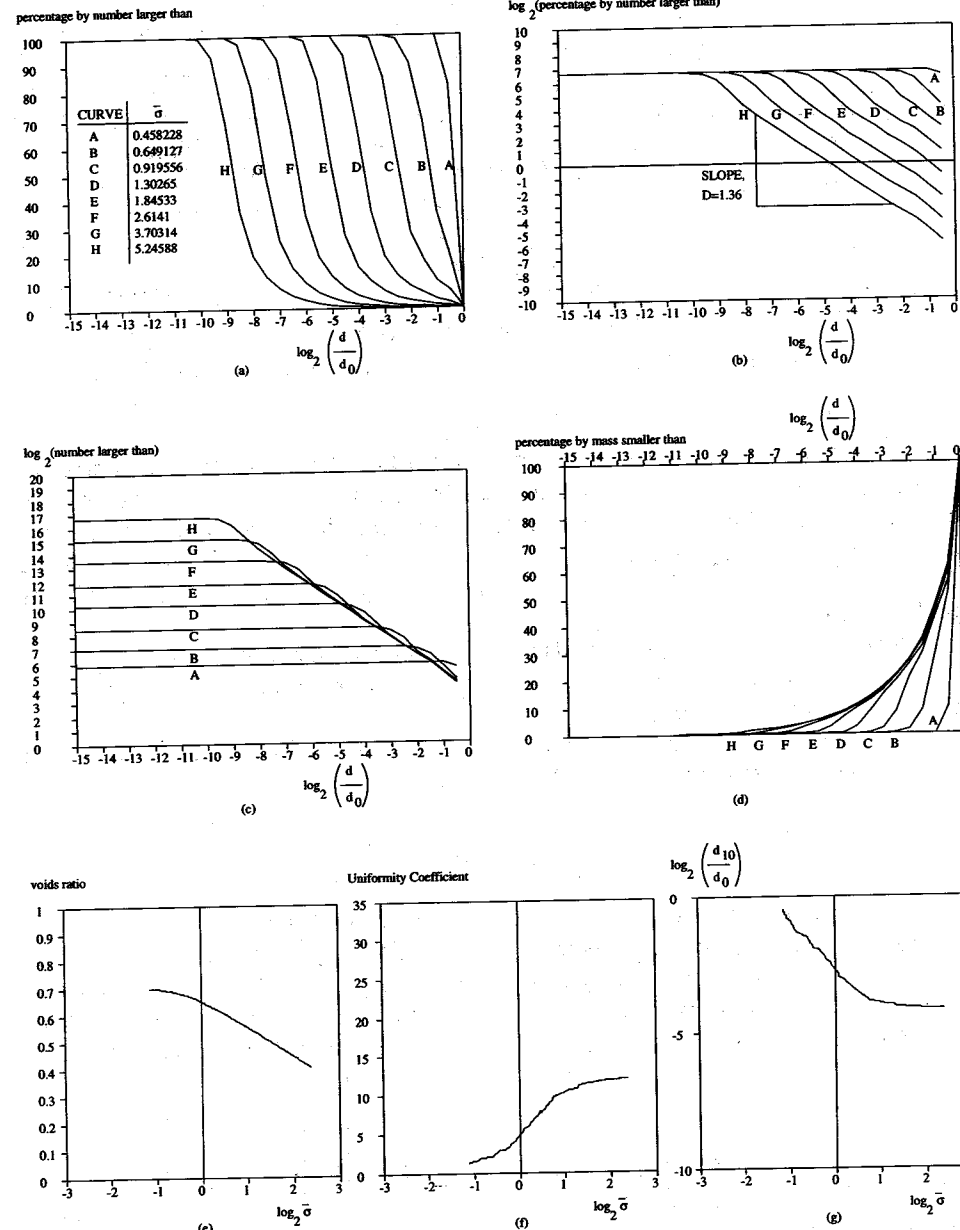 percentage by number larger than
100
90
80
70
60
50
40
30
20
10
0
CURVE σ̄
A 0.458228
B 0.649127
C 0.919556
D 1.30265
E 1.84533
F 2.6141
G 3.70314
H 5.24588
H G F E D C B A
-15 -14 -13 -12 -11 -10 -9 -8 -7 -6 -5 -4 -3 -2 -1 0
log2 (d/d0)
(a)
log2(percentage by number larger than)
10
9
8
7
6
5
4
3
2
1
0
-1
-2
-3
-4
-5
-6
-7
-8
-9
-10
A
H G F E D C B
SLOPE,
D=1.36
-15 -14 -13 -12 -11 -10 -9 -8 -7 -6 -5 -4 -3 -2 -1 0
log2 (d/d0)
(b)
log2(number larger than)
20
19
18
17
16
15
14
13
12
11
10
9
8
7
6
5
4
3
2
1
0
H
G
F
E
D
C
B
A
-15 -14 -13 -12 -11 -10 -9 -8 -7 -6 -5 -4 -3 -2 -1 0
log2 (d/d0)
(c)
log2 (d/d0)
percentage by mass smaller than
-15 -14 -13 -12 -11 -10 -9 -8 -7 -6 -5 -4 -3 -2 -1 0
100
90
80
70
60
50
40
30
20
10
0
A
H G F E D C B
(d)
voids ratio
1
0.9
0.8
0.7
0.6
0.5
0.4
0.3
0.2
0.1
0
-3 -2 -1 0 1 2 3
log2 σ̄
(e)
Uniformity Coefficient
35
30
25
20
15
10
5
0
-3 -2 -1 0 1 2 3
log2 σ̄
(f)
log2 (d10/d0)
0
-5
-10
-3 -2 -1 0 1 2
log2 σ̄
(g)